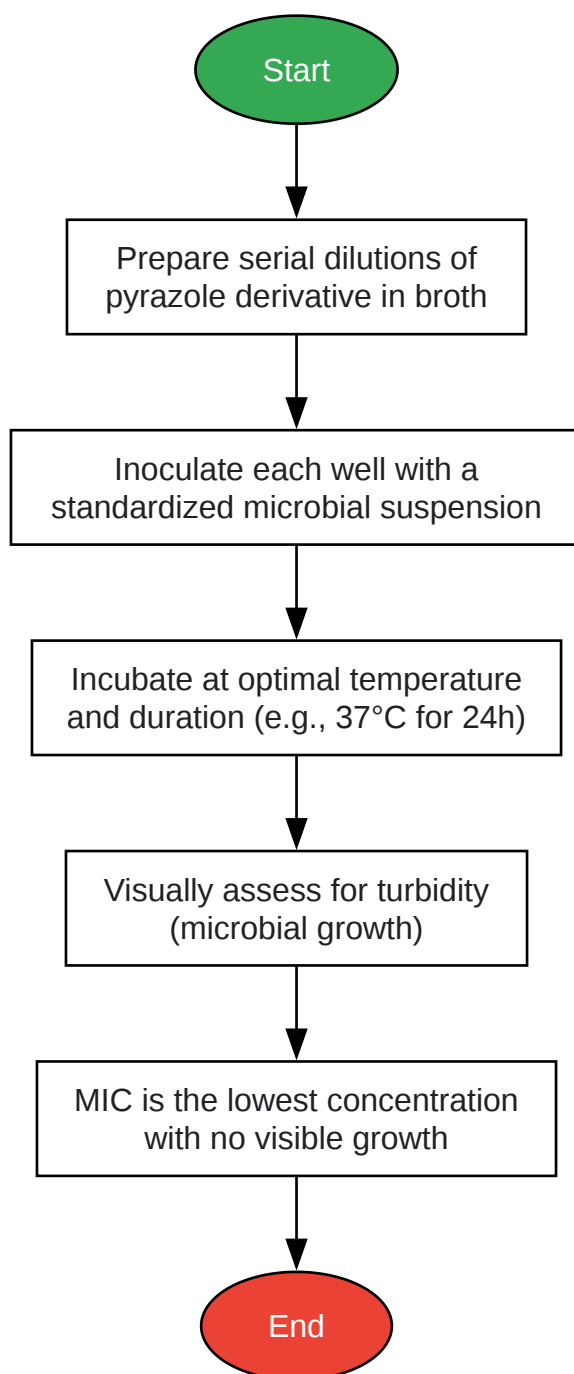 Start
Prepare serial dilutions of
pyrazole derivative in broth
Inoculate each well with a
standardized microbial suspension
Incubate at optimal temperature
and duration (e.g., 37°C for 24h)
Visually assess for turbidity
(microbial growth)
MIC is the lowest concentration
with no visible growth
End